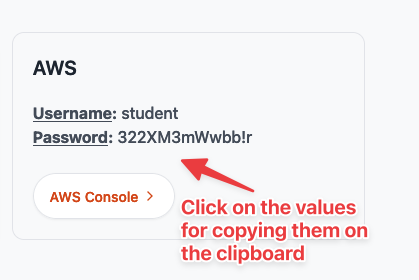 AWS
Username: student
Password: 322XM3mWwbb!r
AWS Console >
Click on the values
for copying them on
the clipboard